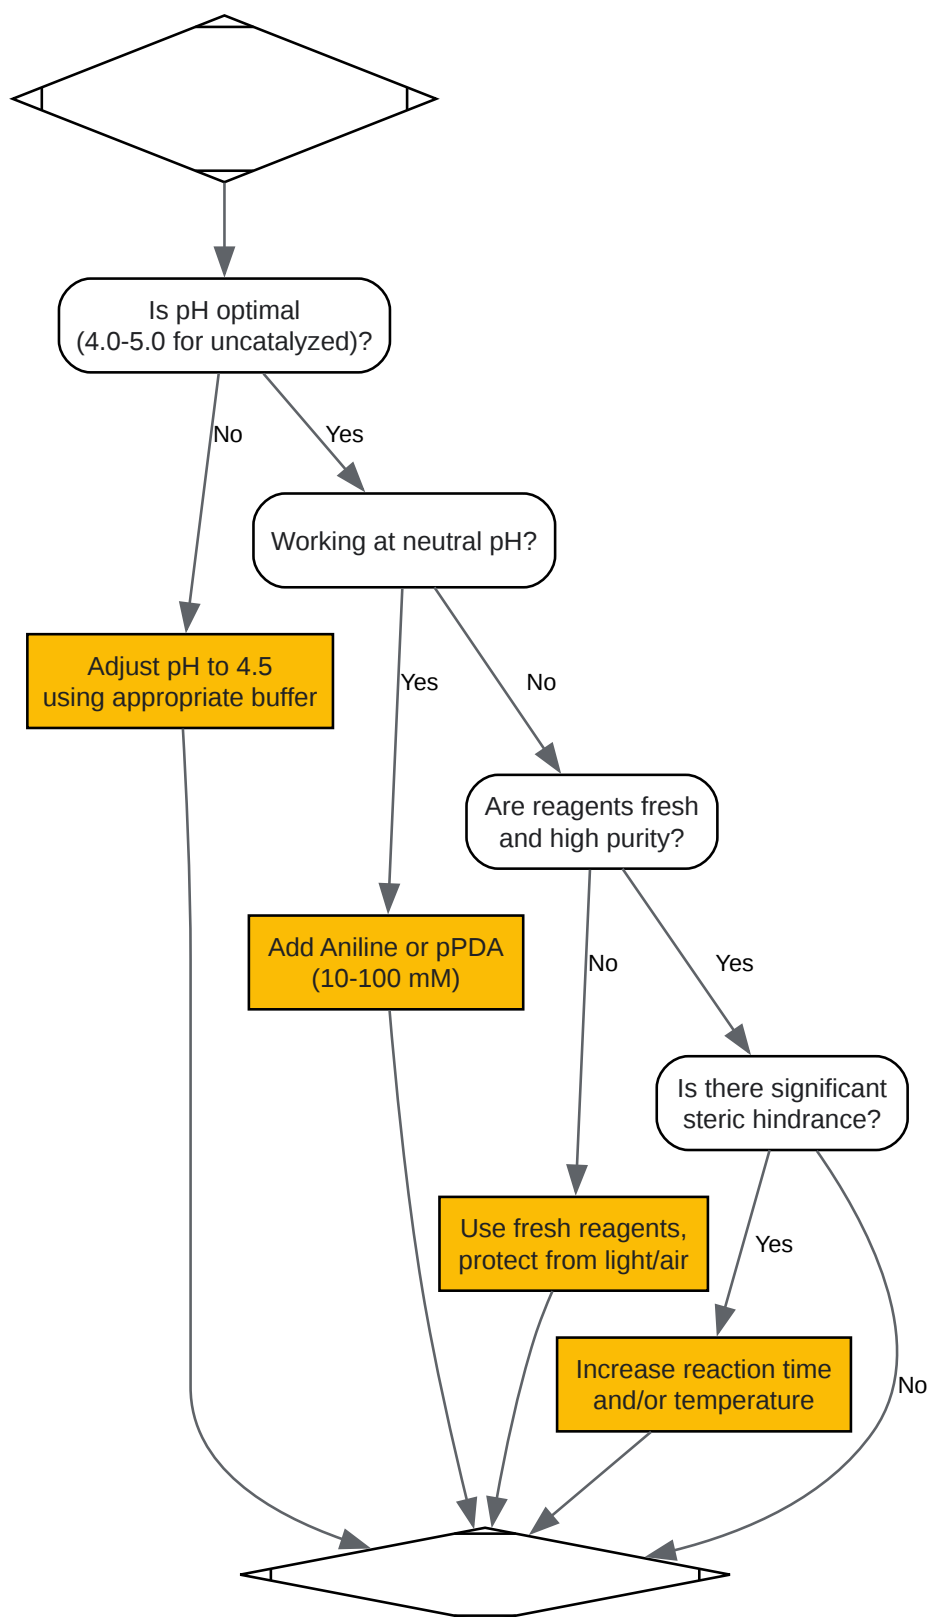 Is pH optimal
(4.0-5.0 for uncatalyzed)?
No
Yes
Working at neutral pH?
Adjust pH to 4.5
using appropriate buffer
Yes
No
Are reagents fresh
and high purity?
Add Aniline or pPDA
(10-100 mM)
No
Yes
Is there significant
steric hindrance?
Use fresh reagents,
protect from light/air
Yes
Increase reaction time
and/or temperature
No